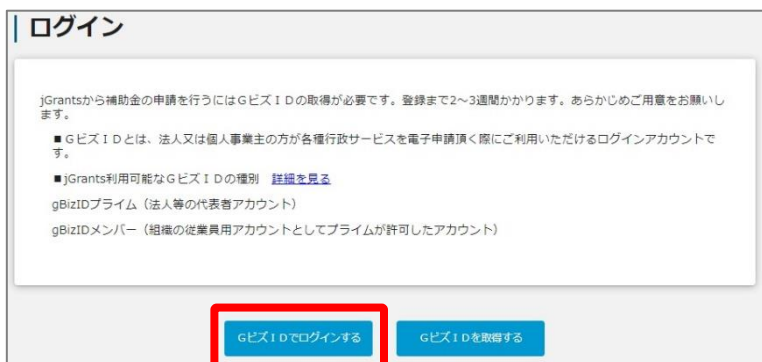 ログイン
jGrantsから補助金の申請を行うにはGビズIDの取得が必要です。登録まで2~3週間かかります。あらかじめご用意をお願いし
ます。
■GビズIDとは、法人又は個人事業主の方が各種行政サービスを電子申請頂く際にご利用いただけるログインアカウントで
す。
■jGrants利用可能なGビズIDの種別 詳細を見る
gBizIDプライム（法人等の代表者アカウント）
gBizIDメンバー（組織の従業員用アカウントとしてプライムが許可したアカウント）
GビズIDでログインする GビズIDを取得する